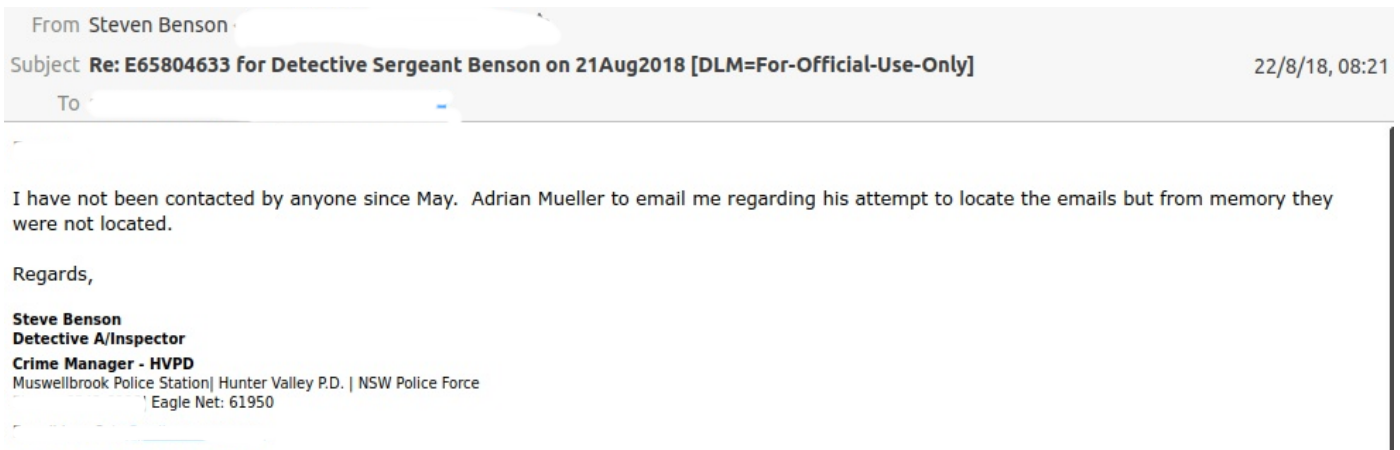 From Steven Benson
Subject Re: E65804633 for Detective Sergeant Benson on 21Aug2018 [DLM=For-Official-Use-Only] 22/8/18, 08:21
To
I have not been contacted by anyone since May. Adrian Mueller to email me regarding his attempt to locate the emails but from memory they
were not located.
Regards,
Steve Benson
Detective A/Inspector
Crime Manager - HVPD
Muswellbrook Police Station| Hunter Valley P.D. | NSW Police Force
| Eagle Net: 61950